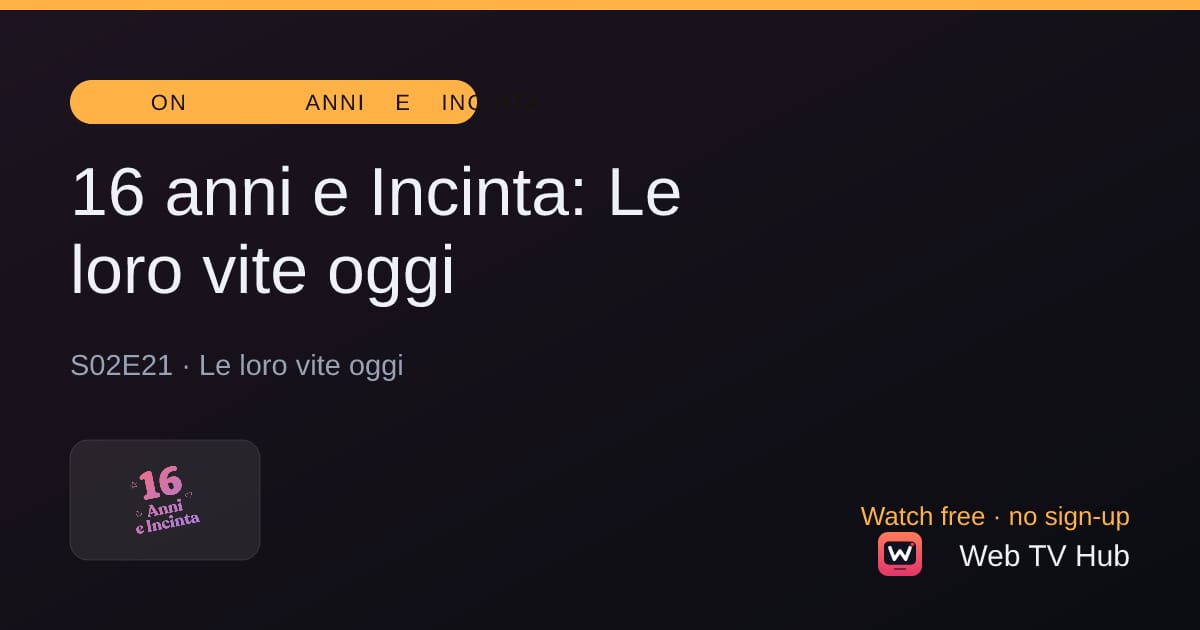 ON ANNI E INCINTA
16 anni e Incinta: Le
loro vite oggi
S02E21 · Le loro vite oggi
16
Anni
e Incinta
Watch free · no sign-up
W
Web TV Hub